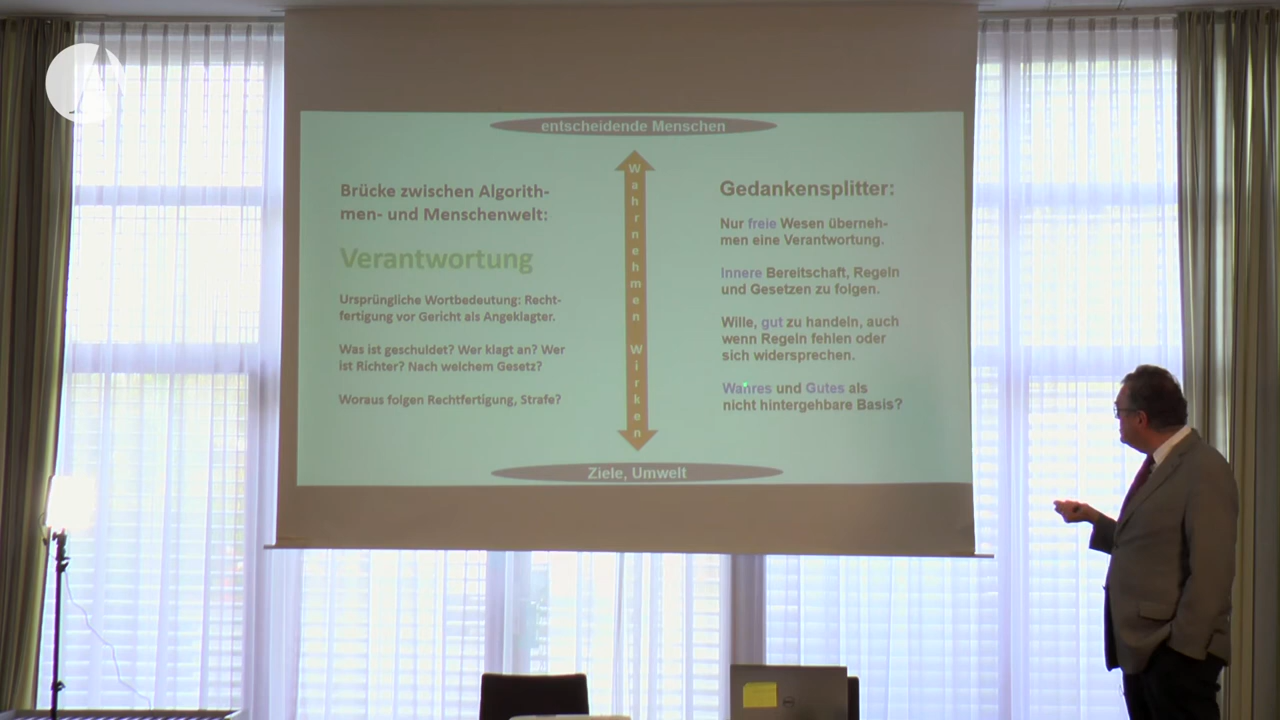 entscheidende Menschen
Brücke zwischen Algorith-
men- und Menschenwelt:
Verantwortung
Ursprüngliche Wortbedeutung: Recht-
fertigung vor Gericht als Angeklagter.
Was ist geschuldet? Wer klagt an? Wer
ist Richter? Nach welchem Gesetz?
Woraus folgen Rechtfertigung, Strafe?
Wahrnehmen Wirken
Gedankensplitter:
Nur freie Wesen überneh-
men eine Verantwortung.
Innere Bereitschaft, Regeln
und Gesetzen zu folgen.
Wille, gut zu handeln, auch
wenn Regeln fehlen oder
sich widersprechen.
Wahres und Gutes als
nicht hintergehbare Basis?
Ziele, Umwelt
DELL